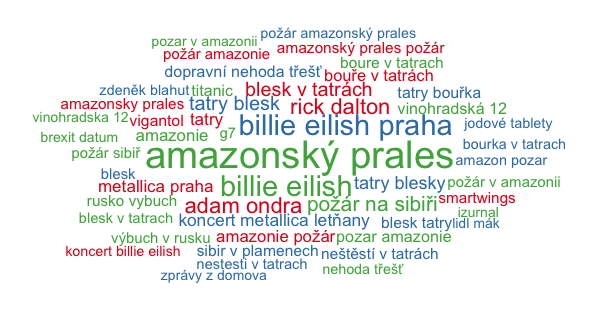 požár amazonský prales
pozar v amazonii
amazonský prales požár
požár amazonie
boure v tatrach
dopravní nehoda třešť
bouře v tatrách
zdeněk blahut
titanic
blesk v tatrách
tatry bouřka
amazonsky prales
tatry blesk
rick dalton
vinohradská 12
vinohradska 12
vigantol
tatry
billie eilish praha
jodové tablety
brexit datum
amazonie
g7
bourka v tatrach
požár sibiř
amazonský prales
amazon pozar
blesk
metallica praha
billie eilish
tatry blesky
požár v amazonii
rusko vybuch
adam ondra
požár na sibiři
smartwings
izurnal
blesk v tatrach
koncert metallica letňany
blesk tatry
lidl mák
výbuch v rusku
amazonie požár
pozar amazonie
koncert billie eilish
sibir v plamenech
neštěstí v tatrách
nestesti v tatrach
nehoda třešť
zprávy z domova